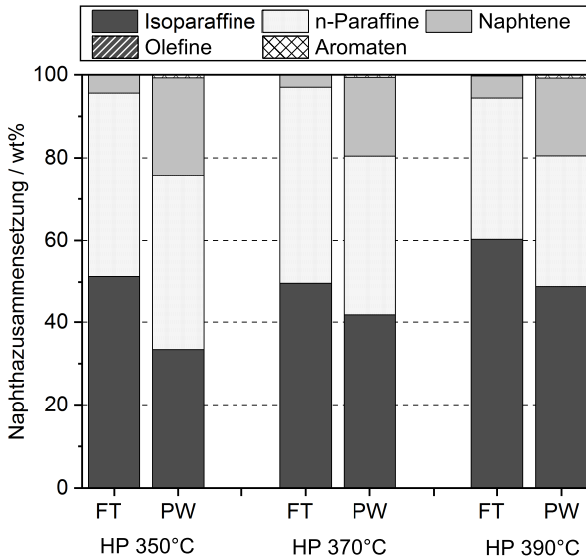 Isoparaffine n-Paraffine Naphtene
Olefine Aromaten
Naphthazusammensetzung / wt%
100
80
60
40
20
0
FT PW FT PW FT PW
HP 350°C HP 370°C HP 390°C